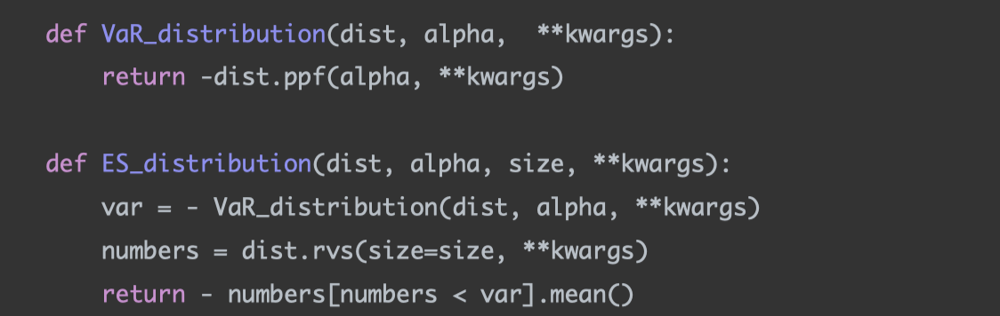 def VaR_distribution(dist, alpha,  **kwargs):
    return -dist.ppf(alpha, **kwargs)

def ES_distribution(dist, alpha, size, **kwargs):
    var = - VaR_distribution(dist, alpha, **kwargs)
    numbers = dist.rvs(size=size, **kwargs)
    return - numbers[numbers < var].mean()